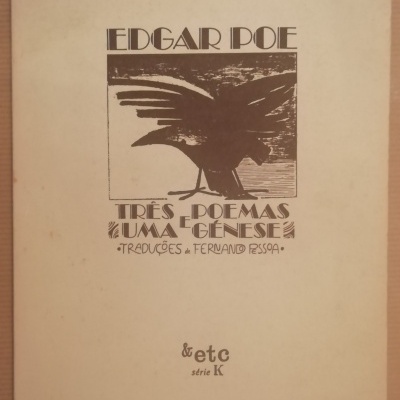 EDGAR POE
TRÊS POEMAS
E
UMA GÉNESE
•TRADUÇÕES de FERNANDO PESSOA•
& etc
série K